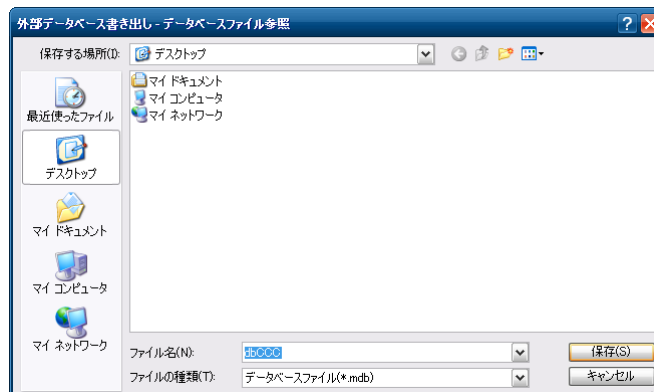 外部データベース書き出し - データベースファイル参照
保存する場所(I):
デスクトップ
最近使ったファイル
デスクトップ
マイ ドキュメント
マイ コンピュータ
マイ ネットワーク
マイ ドキュメント
マイ コンピュータ
マイ ネットワーク
ファイル名(N):
dbCCC
保存(S)
ファイルの種類(T):
データベースファイル(*.mdb)
キャンセル